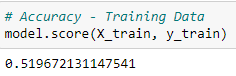 # Accuracy - Training Data
model.score(X_train, y_train)
0.519672131147541